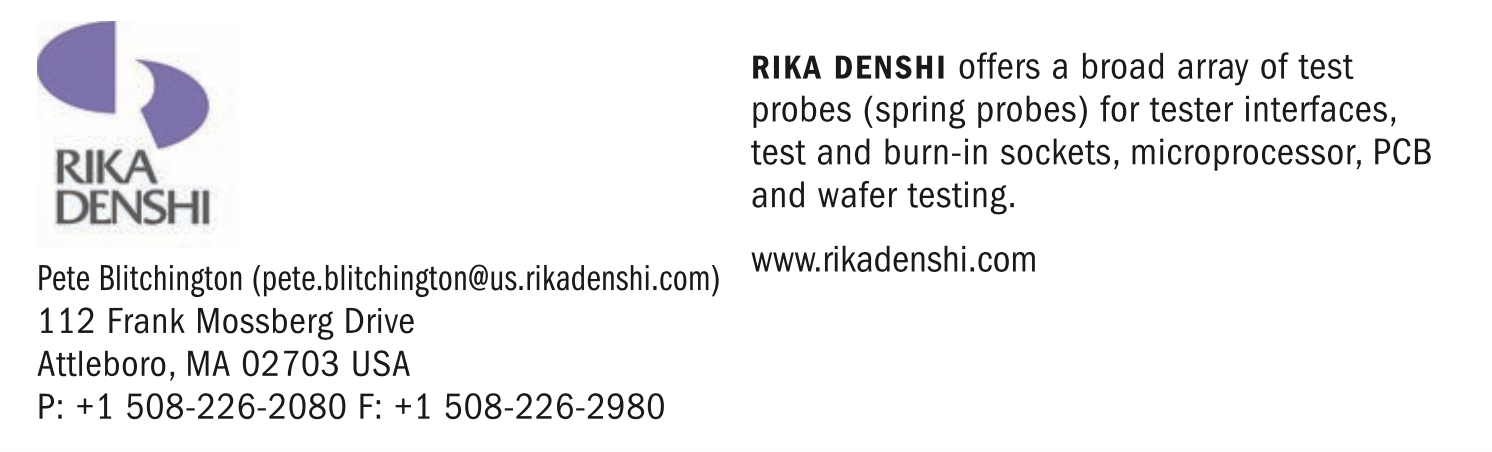 RIKA
DENSHI
Pete Blitchington (pete.blitchington@us.rikadenshi.com)
112 Frank Mossberg Drive
Attleboro, MA 02703 USA
P: +1 508-226-2080 F: +1 508-226-2980
RIKA DENSHI offers a broad array of test
probes (spring probes) for tester interfaces,
test and burn-in sockets, microprocessor, PCB
and wafer testing.
www.rikadenshi.com